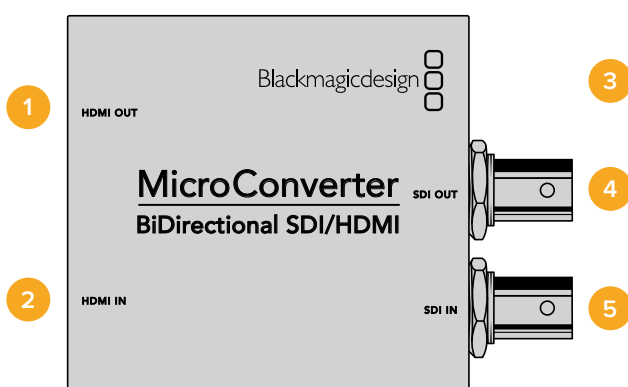 Blackmagicdesign
1
HDMI OUT
3
MicroConverter
SDI OUT
4
BiDirectional SDI/HDMI
2
HDMI IN
SDI IN
5